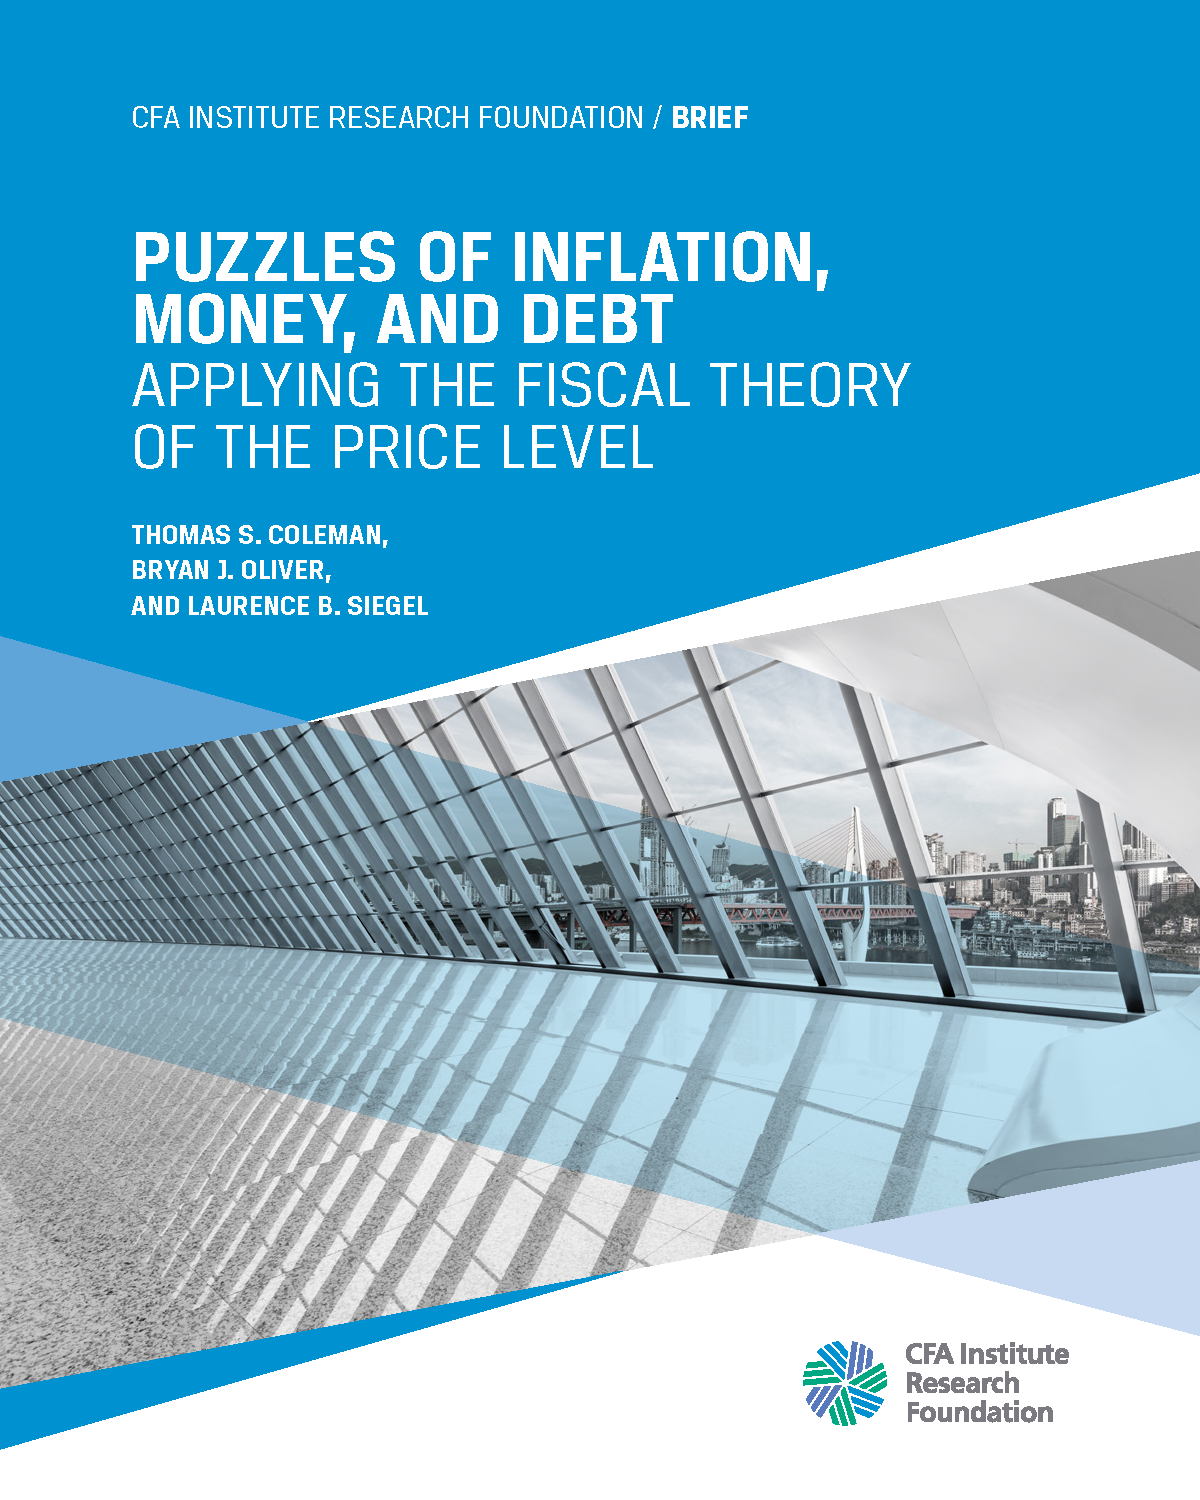 CFA INSTITUTE RESEARCH FOUNDATION / BRIEF
PUZZLES OF INFLATION,
MONEY, AND DEBT
APPLYING THE FISCAL THEORY
OF THE PRICE LEVEL
THOMAS S. COLEMAN,
BRYAN J. OLIVER,
AND LAURENCE B. SIEGEL
CFA Institute
Research
Foundation